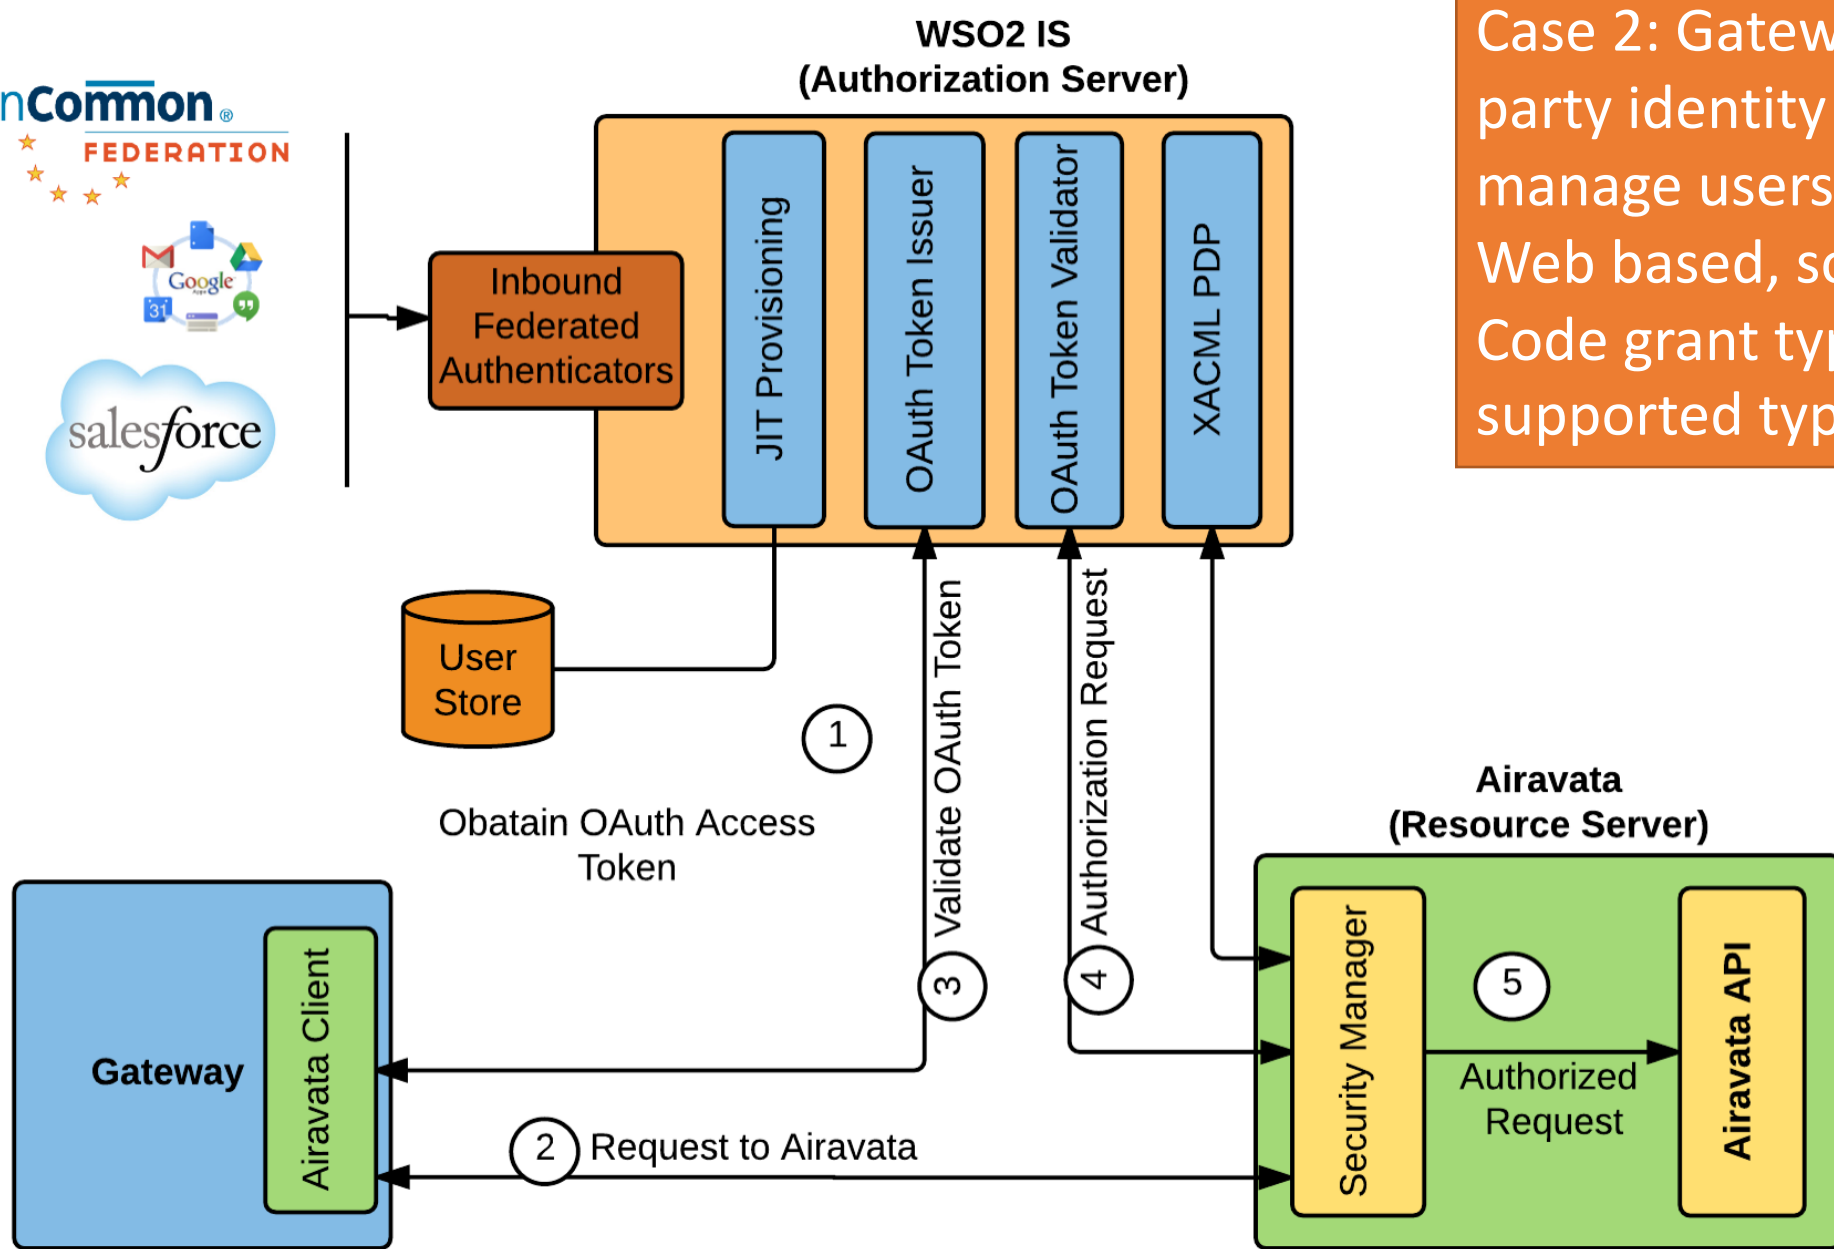 WSO2 IS
(Authorization Server)
nCommon ®
FEDERATION
Google
Apps
31
salesforce
Inbound
Federated
Authenticators
JIT Provisioning
OAuth Token Issuer
OAuth Token Validator
XACML PDP
Case 2: Gatew
party identity
manage users
Web based, so
Code grant typ
supported typ
User
Store
1
Obatain OAuth Access
Token
3 Validate OAuth Token
4 Authorization Request
Airavata
(Resource Server)
Gateway
Airavata Client
2 Request to Airavata
Security Manager
5
Authorized
Request
Airavata API